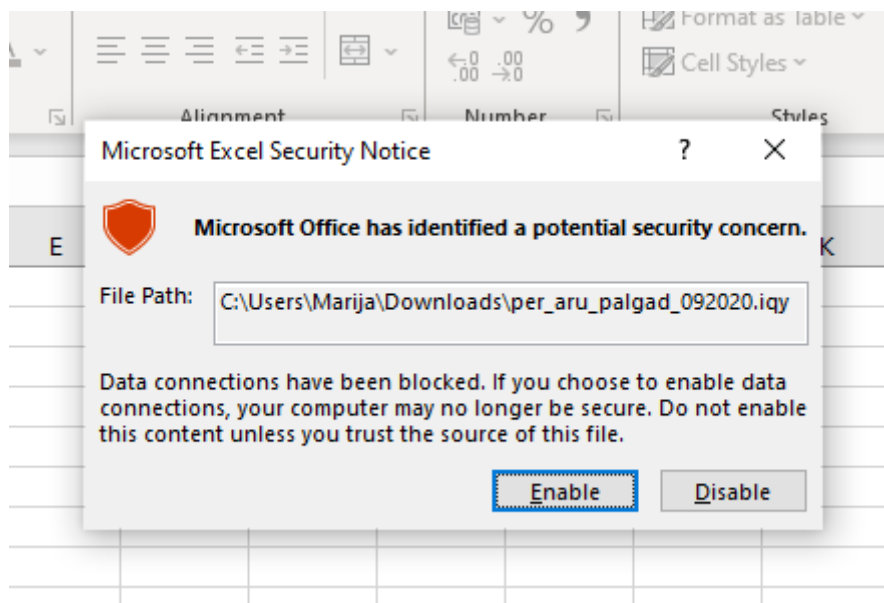 % Format as Table
.00 Cell Styles
Alignment Number Styles
Microsoft Excel Security Notice ? X
Microsoft Office has identified a potential security concern.
E K
File Path: C:\Users\Marija\Downloads\per_aru_palgad_092020.iqy
Data connections have been blocked. If you choose to enable data
connections, your computer may no longer be secure. Do not enable
this content unless you trust the source of this file.
Enable Disable